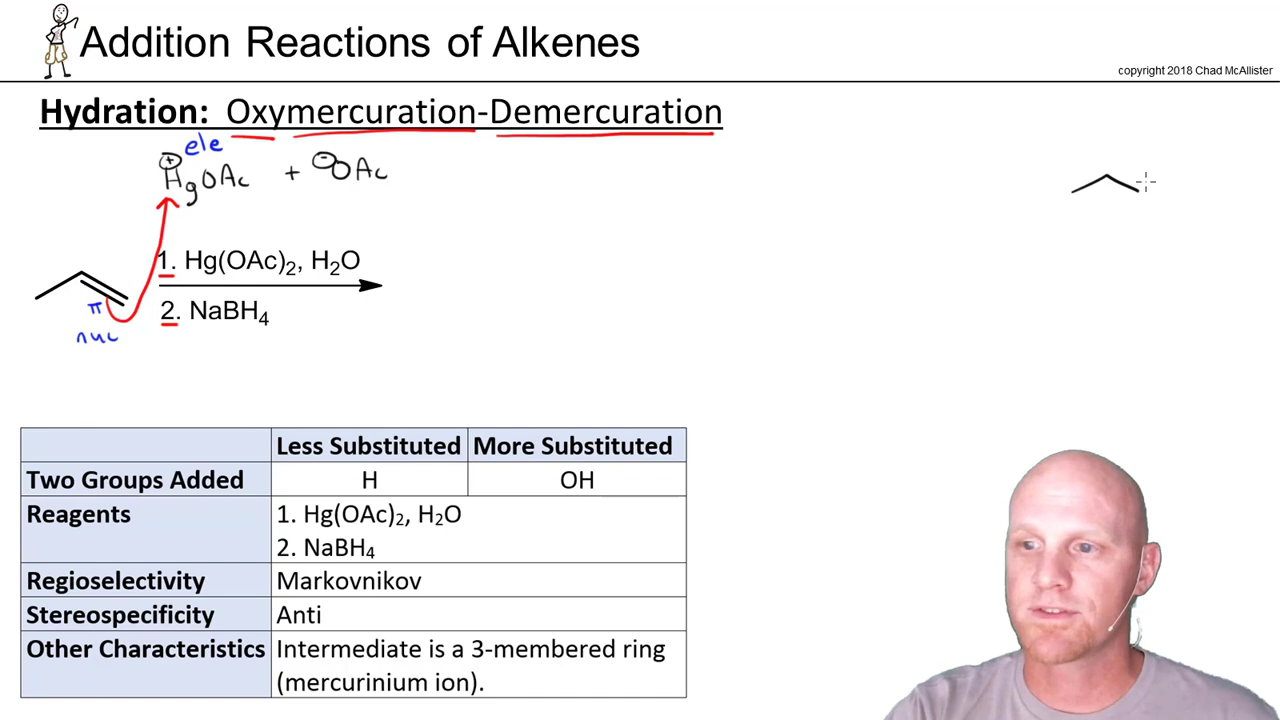 Addition Reactions of Alkenes
copyright 2018 Chad McAllister
Hydration: Oxymercuration-Demercuration
ele
⊕HgOAc + ⊖OAc
1. Hg(OAc)₂, H₂O
2. NaBH₄
π
nuc
Less Substituted More Substituted
Two Groups Added H OH
Reagents 1. Hg(OAc)₂, H₂O
2. NaBH₄
Regioselectivity Markovnikov
Stereospecificity Anti
Other Characteristics Intermediate is a 3-membered ring
(mercurinium ion).